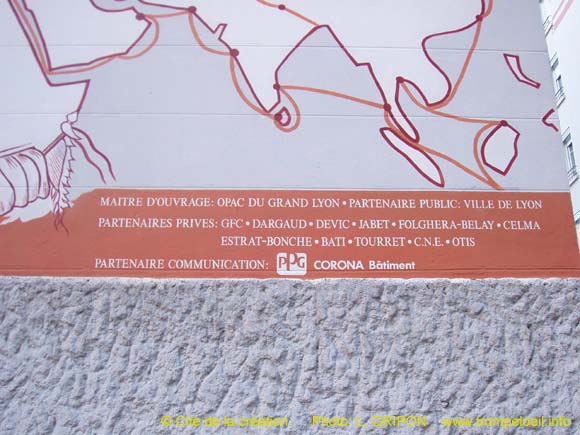 MAITRE D'OUVRAGE: OPAC DU GRAND LYON • PARTENAIRE PUBLIC: VILLE DE LYON
PARTENAIRES PRIVES: GFC • DARGAUD • DEVIC • JABET • FOLGHERA-BELAY • CELMA
ESTRAT-BONCHE • BATI • TOURRET • C.N.E. • OTIS
PARTENAIRE COMMUNICATION: PPG CORONA Bâtiment
© Cité de la création Photo: L. GRIPON www.trompeloeil.info